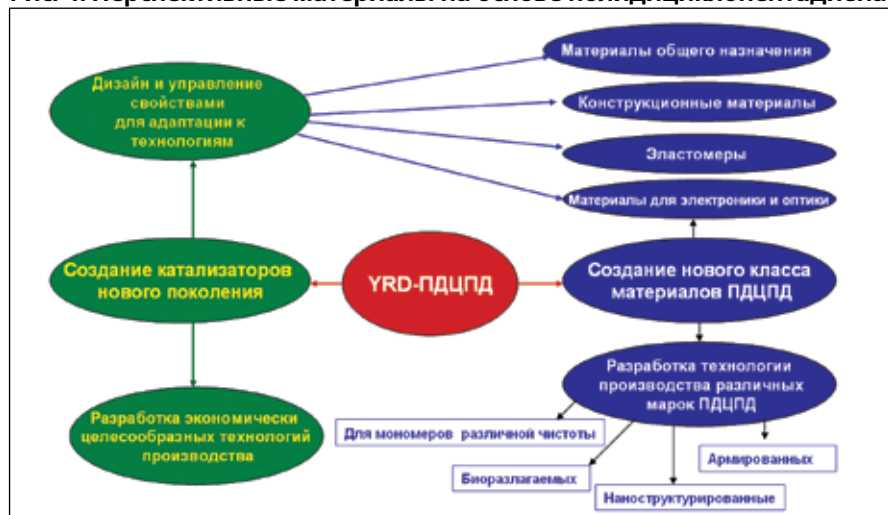 Материалы общего назначения
Дизайн и управление
свойствами
для адаптации к
технологиям
Конструкционные материалы
Эластомеры
Материалы для электроники и оптики
Создание катализаторов
нового поколения
YRD-ПДЦПД
Создание нового класса
материалов ПДЦПД
Разработка технологии
производства различных
марок ПДЦПД
Разработка экономически
целесообразных технологий
производства
Для мономеров различной чистоты
Армированных
Биоразлагаемых
Наноструктурированные